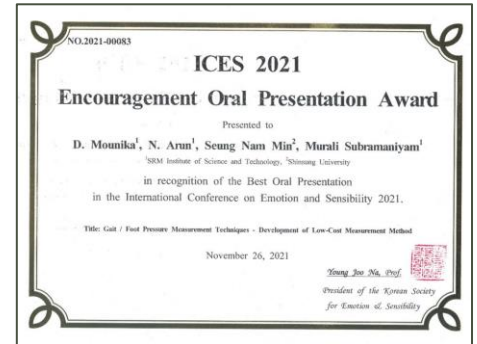 NO.2021-00083
ICES 2021
Encouragement Oral Presentation Award
Presented to
D. Mounika1, N. Arun1, Seung Nam Min2, Murali Subramaniyam1
1SRM Institute of Science and Technology, 2Shinsung University
in recognition of the Best Oral Presentation
in the International Conference on Emotion and Sensibility 2021.
Title: Gait / Foot Pressure Measurement Techniques - Development of Low-Cost Measurement Method
November 26, 2021
Young Joo Na, Prof.
President of the Korean Society
for Emotion & Sensibility